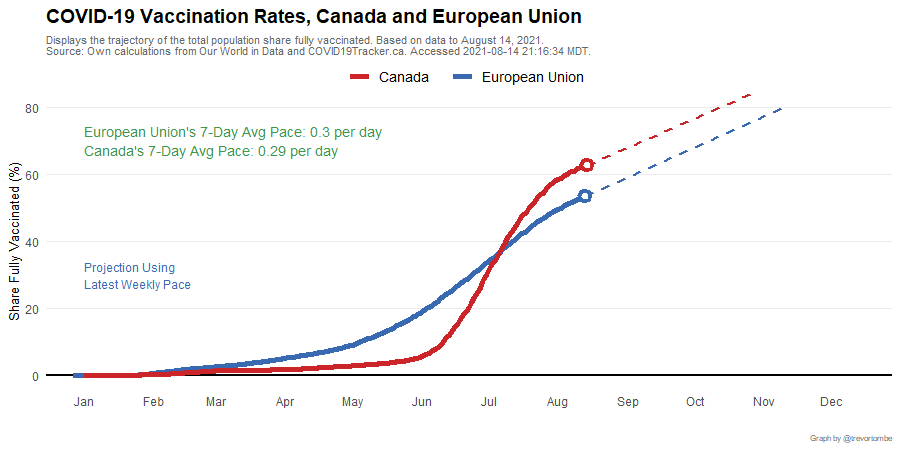 COVID-19 Vaccination Rates, Canada and European Union
Displays the trajectory of the total population share fully vaccinated. Based on data to August 14, 2021.
Source: Own calculations from Our World in Data and COVID19Tracker.ca. Accessed 2021-08-14 21:16:34 MDT.
Canada European Union
80
European Union's 7-Day Avg Pace: 0.3 per day
Canada's 7-Day Avg Pace: 0.29 per day
60
Share Fully Vaccinated (%)
40
Projection Using
Latest Weekly Pace
20
0
Jan Feb Mar Apr May Jun Jul Aug Sep Oct Nov Dec
Graph by @trevortombe